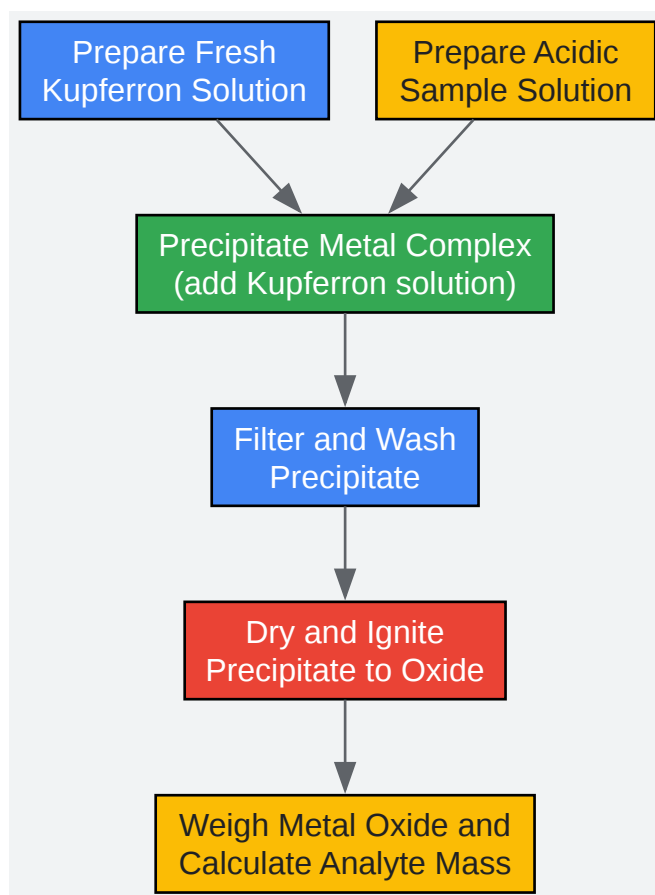 Prepare Fresh
Kupferron Solution
Prepare Acidic
Sample Solution
Precipitate Metal Complex
(add Kupferron solution)
Filter and Wash
Precipitate
Dry and Ignite
Precipitate to Oxide
Weigh Metal Oxide and
Calculate Analyte Mass